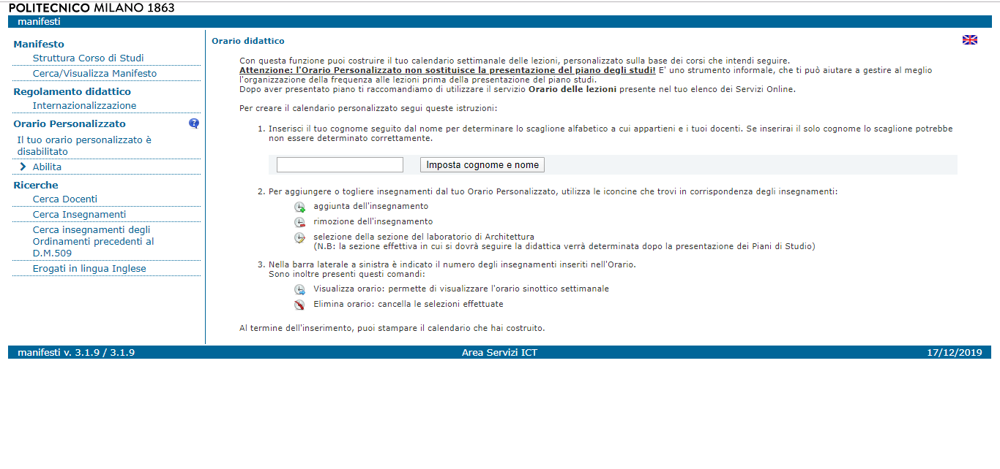 POLITECNICO MILANO 1863
manifesti
Manifesto
Struttura Corso di Studi
Cerca/Visualizza Manifesto
Regolamento didattico
Internazionalizzazione
Orario Personalizzato
?
Il tuo orario personalizzato è
disabilitato
Abilita
Ricerche
Cerca Docenti
Cerca Insegnamenti
Cerca insegnamenti degli
Ordinamenti precedenti al
D.M.509
Erogati in lingua Inglese
Orario didattico
Con questa funzione puoi costruire il tuo calendario settimanale delle lezioni, personalizzato sulla base dei corsi che intendi seguire.
Attenzione: l'Orario Personalizzato non sostituisce la presentazione del piano degli studi! E' uno strumento informale, che ti può aiutare a gestire al meglio
l'organizzazione della frequenza alle lezioni prima della presentazione del piano studi.
Dopo aver presentato piano ti raccomandiamo di utilizzare il servizio Orario delle lezioni presente nel tuo elenco dei Servizi Online.
Per creare il calendario personalizzato segui queste istruzioni:
1. Inserisci il tuo cognome seguito dal nome per determinare lo scaglione alfabetico a cui appartieni e i tuoi docenti. Se inserirai il solo cognome lo scaglione potrebbe
non essere determinato correttamente.
Imposta cognome e nome
2. Per aggiungere o togliere insegnamenti dal tuo Orario Personalizzato, utilizza le iconcine che trovi in corrispondenza degli insegnamenti:
aggiunta dell'insegnamento
rimozione dell'insegnamento
selezione della sezione del laboratorio di Architettura
(N.B: la sezione effettiva in cui si dovrà seguire la didattica verrà determinata dopo la presentazione dei Piani di Studio)
3. Nella barra laterale a sinistra è indicato il numero degli insegnamenti inseriti nell'Orario.
Sono inoltre presenti questi comandi:
Visualizza orario: permette di visualizzare l'orario sinottico settimanale
Elimina orario: cancella le selezioni effettuate
Al termine dell'inserimento, puoi stampare il calendario che hai costruito.
manifesti v. 3.1.9 / 3.1.9
Area Servizi ICT
17/12/2019